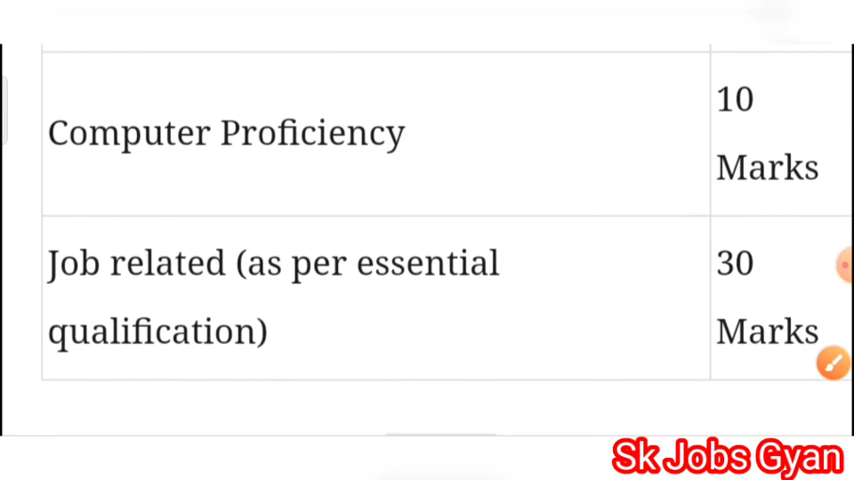 Computer Proficiency
10
Marks
Job related (as per essential
qualification)
30
Marks
Sk Jobs Gyan